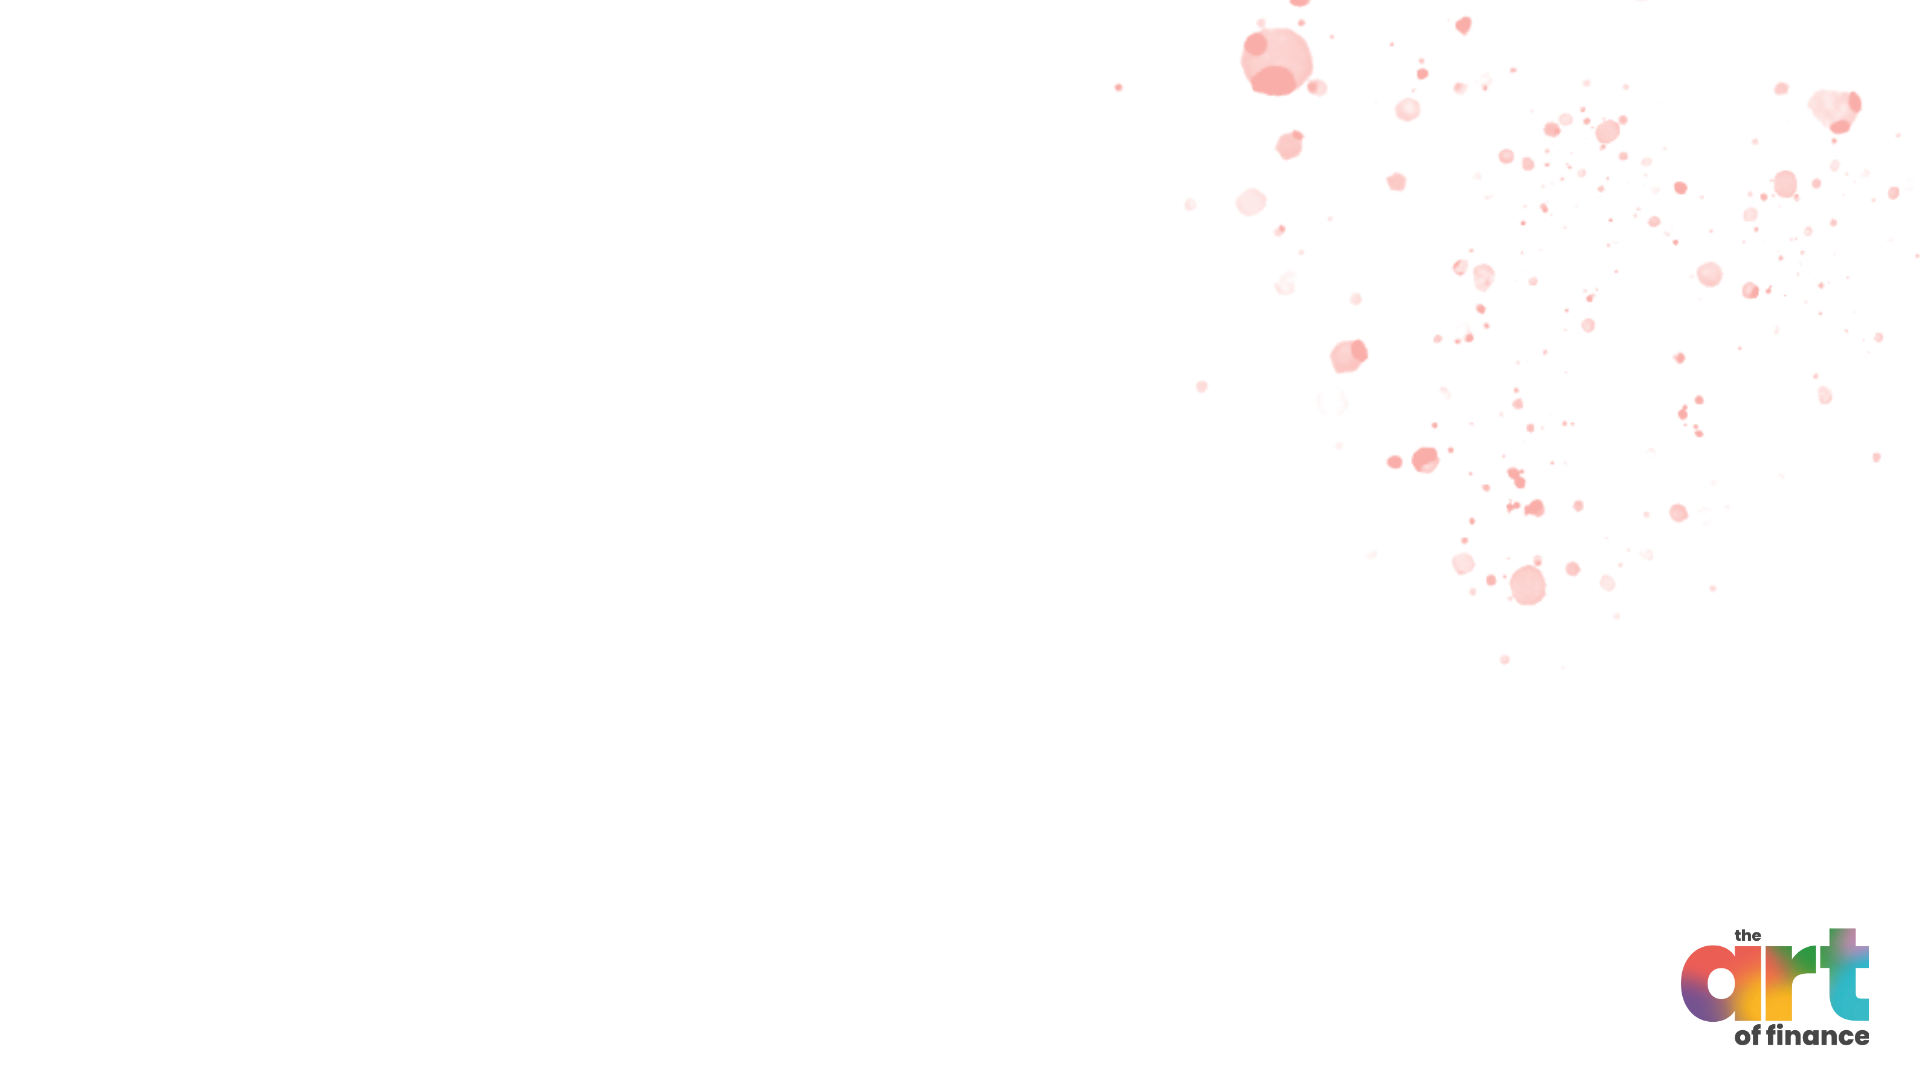 the
art
of finance